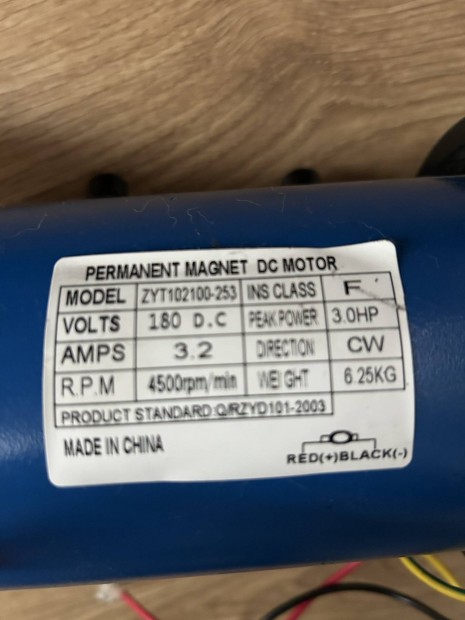 PERMANENT MAGNET DC MOTOR
MODEL ZYT102100-253 INS CLASS F
VOLTS 180 D.C PEAK POWER 3.0HP
AMPS 3.2 DIRECTION CW
R.P.M 4500rpm/min WEIGHT 6.25KG
PRODUCT STANDARD:Q/RZYD101-2003
MADE IN CHINA
RED(+)BLACK(-)